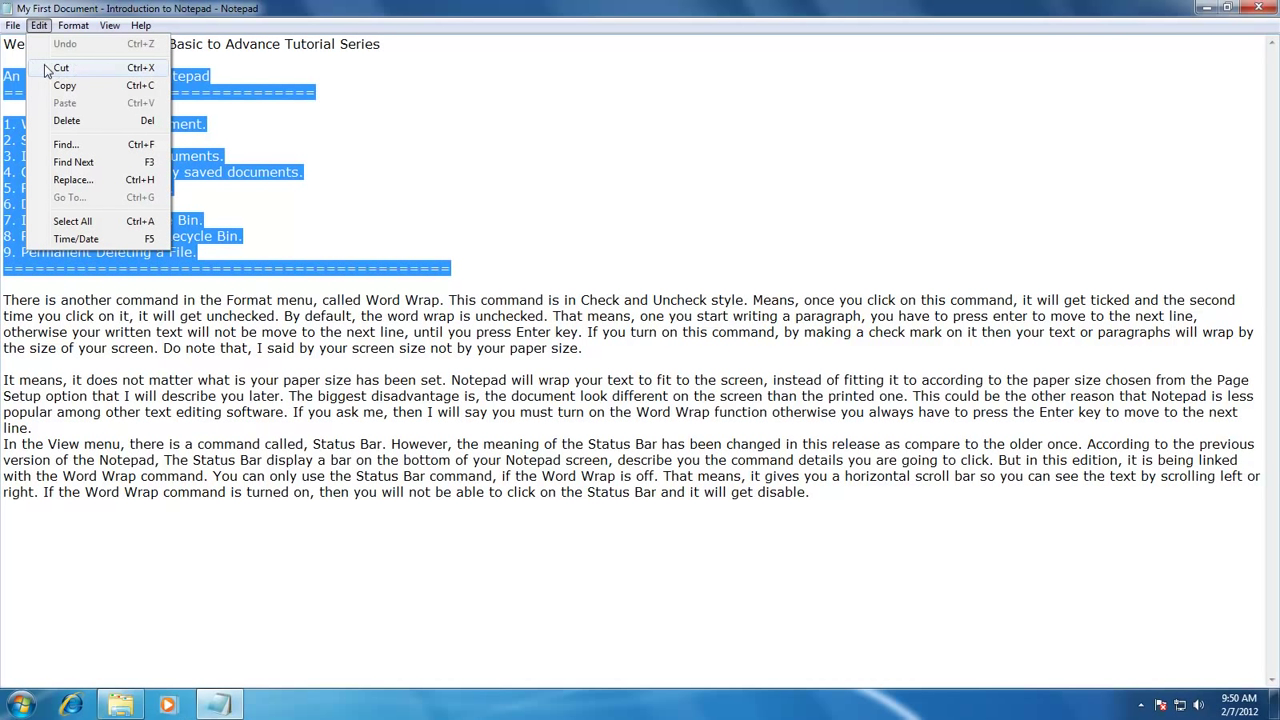 My First Document - Introduction to Notepad - Notepad
File Edit Format View Help
We Basic to Advance Tutorial Series
Undo Ctrl+Z
Cut Ctrl+X
Copy Ctrl+C
Paste Ctrl+V
Delete Del
Find... Ctrl+F
Find Next F3
Replace... Ctrl+H
Go To... Ctrl+G
Select All Ctrl+A
Time/Date F5
An tepad
== ==============================
1. ment.
2. S
3. I uments.
4. y saved documents.
5.
6.
7. I Bin.
8. ecycle Bin.
9. Permanent Deleting a File.
===========================================
There is another command in the Format menu, called Word Wrap. This command is in Check and Uncheck style. Means, once you click on this command, it will get ticked and the second
time you click on it, it will get unchecked. By default, the word wrap is unchecked. That means, one you start writing a paragraph, you have to press enter to move to the next line,
otherwise your written text will not be move to the next line, until you press Enter key. If you turn on this command, by making a check mark on it then your text or paragraphs will wrap by
the size of your screen. Do note that, I said by your screen size not by your paper size.
It means, it does not matter what is your paper size has been set. Notepad will wrap your text to fit to the screen, instead of fitting it to according to the paper size chosen from the Page
Setup option that I will describe you later. The biggest disadvantage is, the document look different on the screen than the printed one. This could be the other reason that Notepad is less
popular among other text editing software. If you ask me, then I will say you must turn on the Word Wrap function otherwise you always have to press the Enter key to move to the next
line.
In the View menu, there is a command called, Status Bar. However, the meaning of the Status Bar has been changed in this release as compare to the older once. According to the previous
version of the Notepad, The Status Bar display a bar on the bottom of your Notepad screen, describe you the command details you are going to click. But in this edition, it is being linked
with the Word Wrap command. You can only use the Status Bar command, if the Word Wrap is off. That means, it gives you a horizontal scroll bar so you can see the text by scrolling left or
right. If the Word Wrap command is turned on, then you will not be able to click on the Status Bar and it will get disable.
9:50 AM
2/7/2012